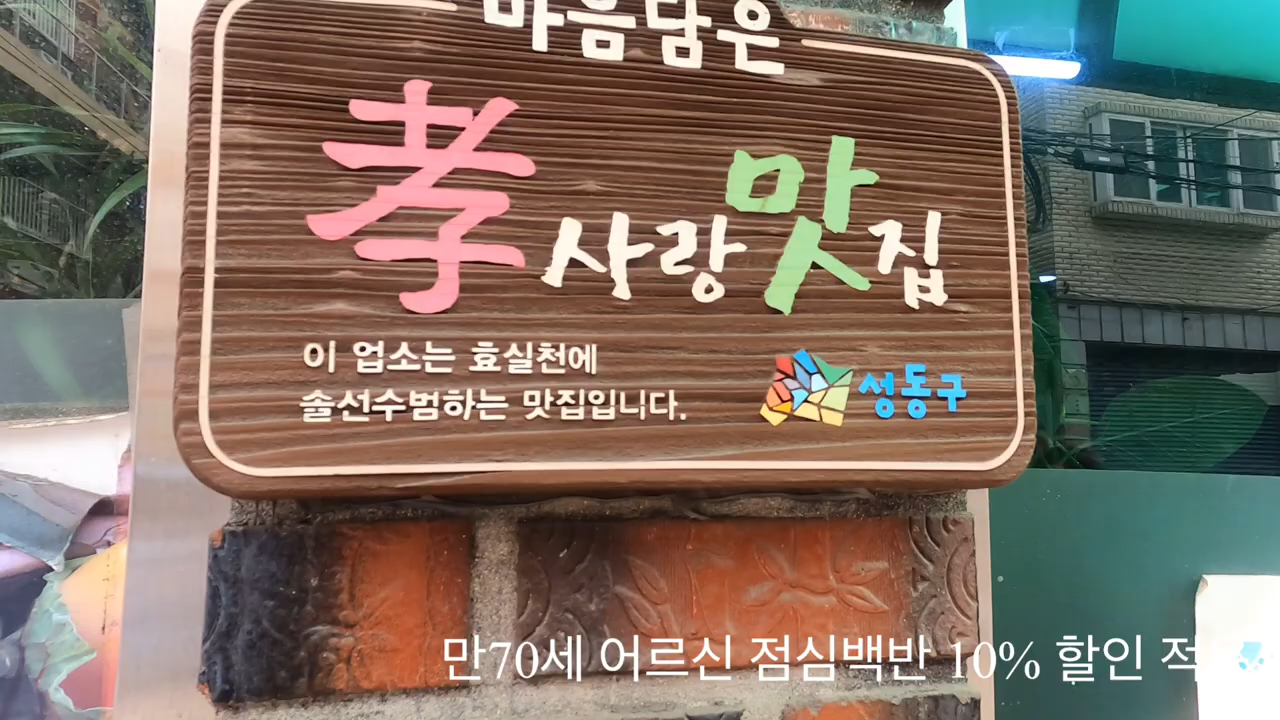 마음담은
孝사랑맛집
이 업소는 효실천에
솔선수범하는 맛집입니다.
성동구
만70세 어르신 점심백반 10% 할인 적